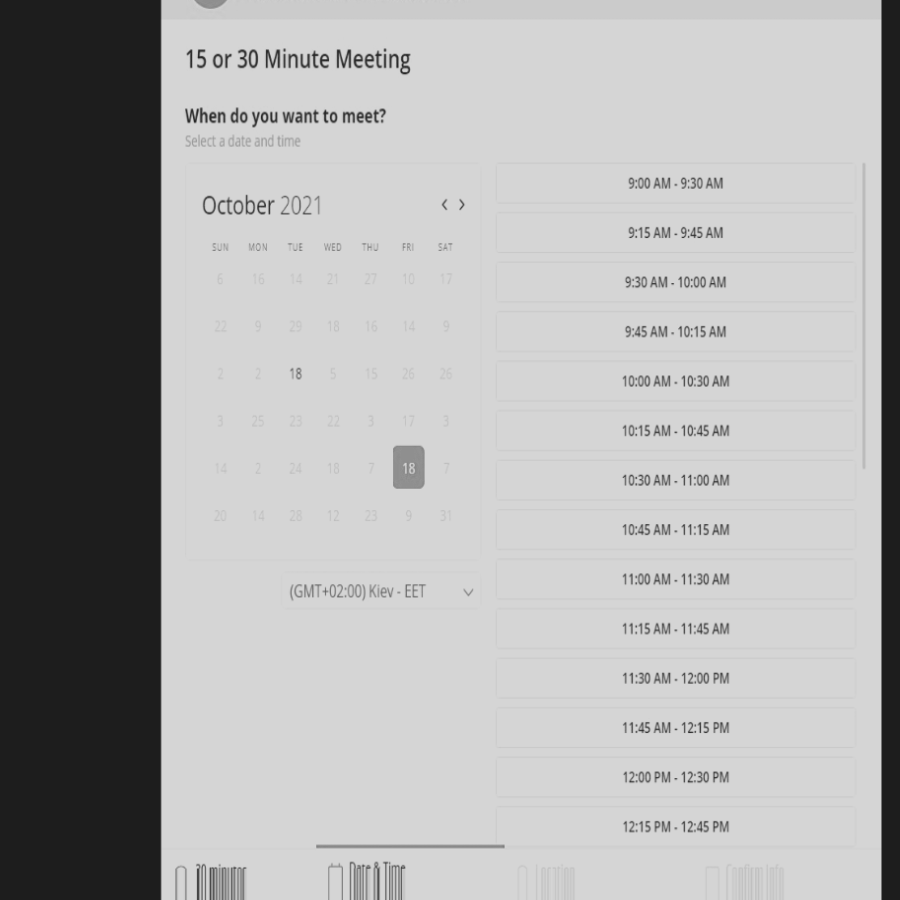 15 or 30 Minute Meeting
When do you want to meet?
Select a date and time
October 2021
SUN MON TUE WED THU FRI SAT
6 16 14 21 27 10 17
22 9 29 18 16 14 9
2 2 18 5 15 26 26
3 25 23 22 3 17 3
14 2 24 18 7 18 7
20 14 28 12 23 9 31
(GMT+02:00) Kiev - EET
9:00 AM - 9:30 AM
9:15 AM - 9:45 AM
9:30 AM - 10:00 AM
9:45 AM - 10:15 AM
10:00 AM - 10:30 AM
10:15 AM - 10:45 AM
10:30 AM - 11:00 AM
10:45 AM - 11:15 AM
11:00 AM - 11:30 AM
11:15 AM - 11:45 AM
11:30 AM - 12:00 PM
11:45 AM - 12:15 PM
12:00 PM - 12:30 PM
12:15 PM - 12:45 PM
30 minutes Date & Time Location Confirm Info